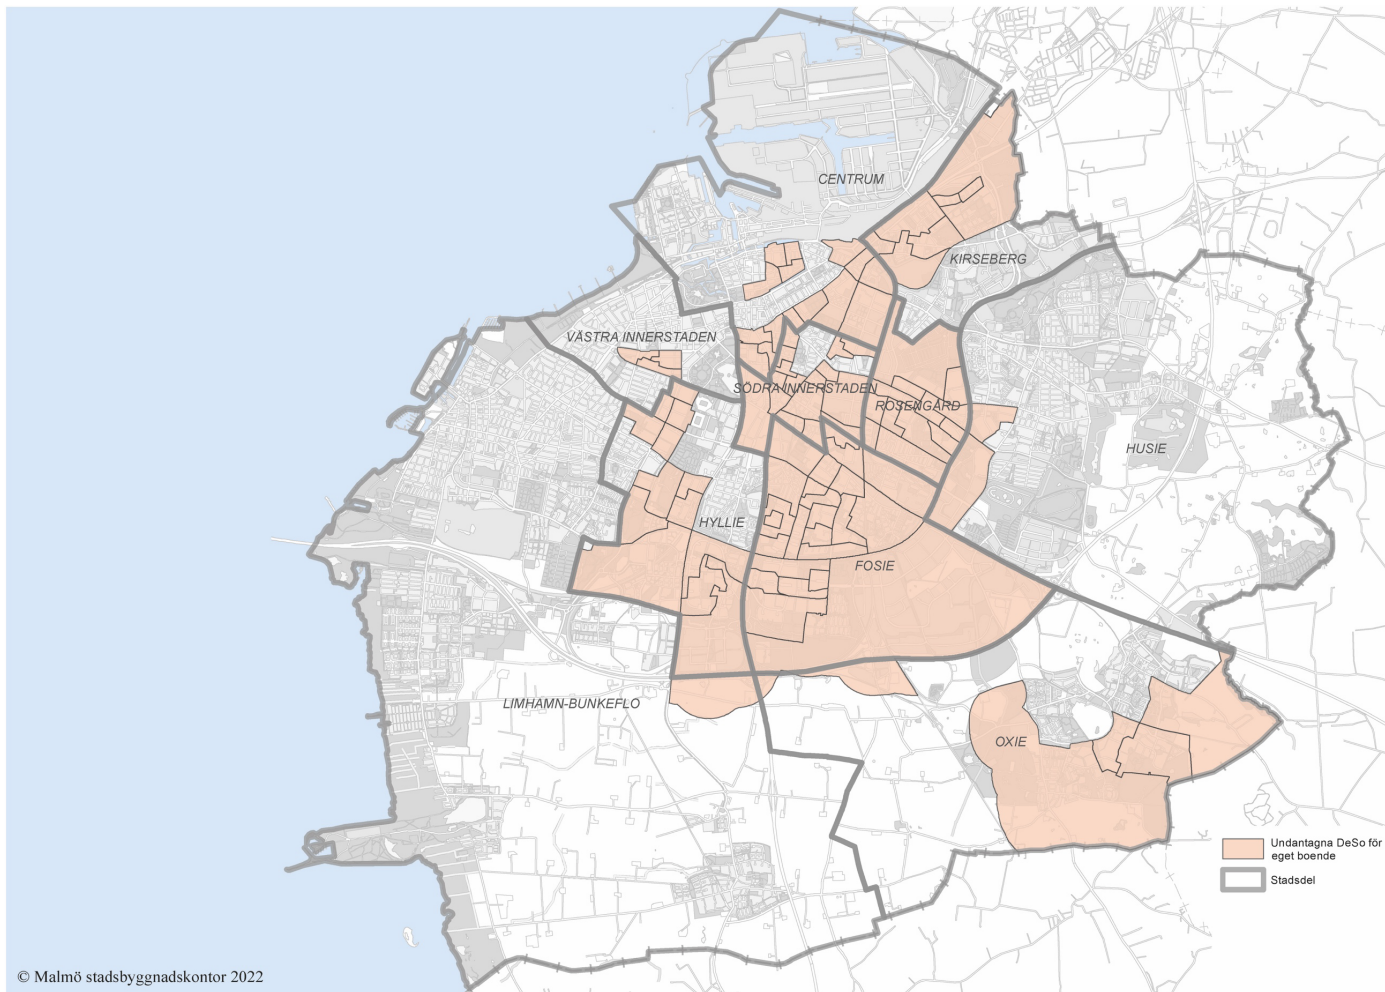 CENTRUM
KIRSEBERG
VÄSTRA INNERSTADEN
SÖDRA INNERSTADEN
ROSENGÅRD
HUSIE
HYLLIE
FOSIE
LIMHAMN-BUNKEFLO
OXIE
Undantagna DeSo för
eget boende
Stadsdel
© Malmö stadsbyggnadskontor 2022